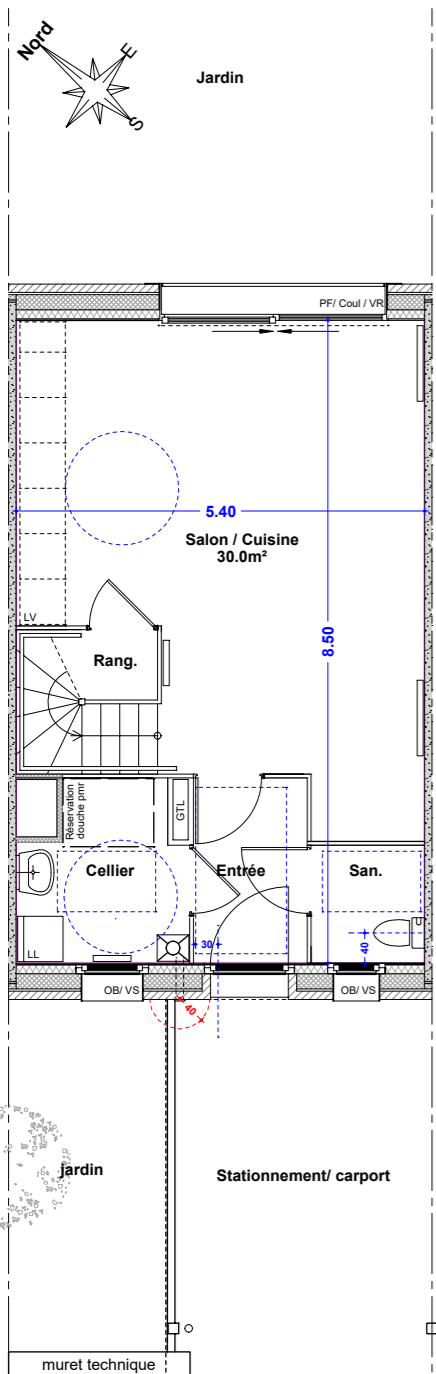 Nord
E
S
Jardin
PF/ Coul / VR
5.40
Salon / Cuisine
30.0m²
8.50
LV
Rang.
Réservation
douche pmr
GTL
Cellier
Entrée
San.
LL
30
40
OB/ VS
OB/ VS
40
jardin
Stationnement/ carport
muret technique